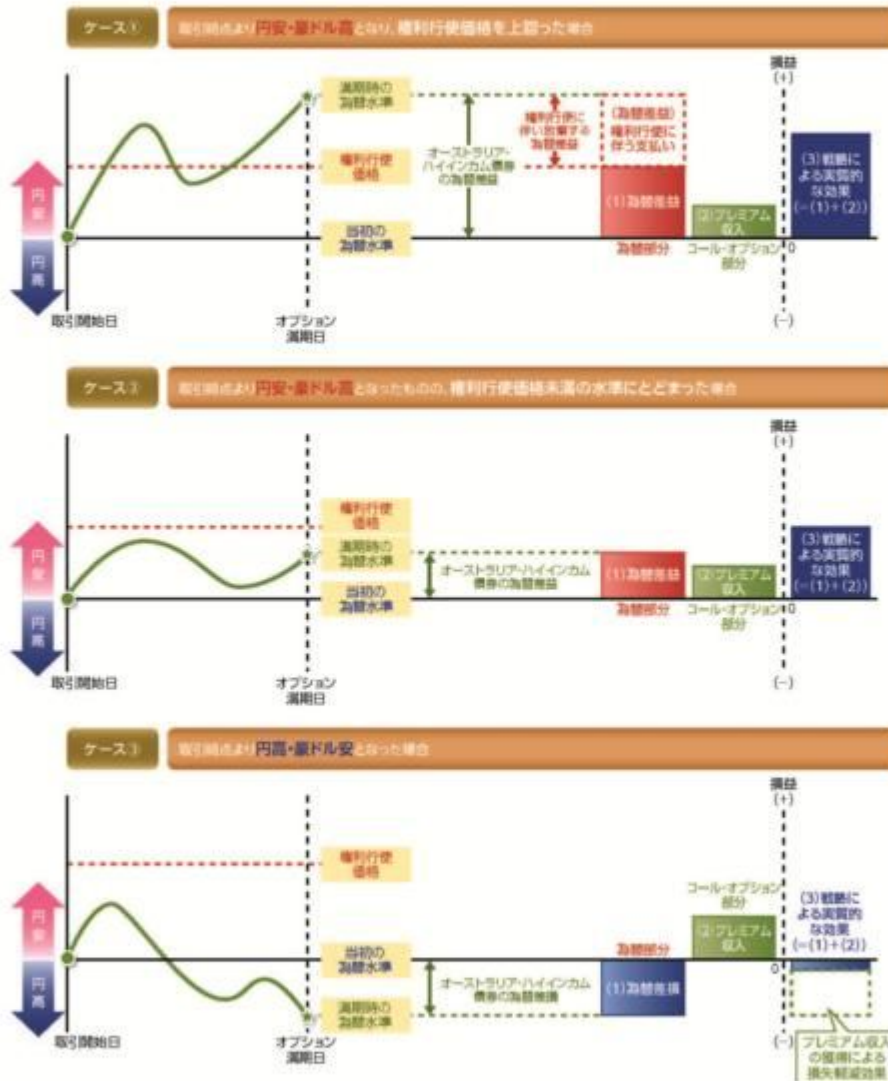 ケース①
取引時点より円安・豪ドル高となり、権利行使価格を上回った場合
損益
(+)
満期時の
為替水準
権利行使
価格
当初の
為替水準
オーストラリア・
ハイインカム債券
の為替差益
権利行使に
伴い放棄する
為替差益
(為替差益)
権利行使に
伴う支払い
(1)為替差益
為替部分
(2)プレミアム
収入
コール・オプション
部分
(3)戦略に
よる実質的
な効果
(=(1)+(2))
0
(−)
円安
円高
取引開始日
オプション
満期日
ケース②
取引時点より円安・豪ドル高となったものの、権利行使価格未満の水準にとどまった場合
損益
(+)
権利行使
価格
満期時の
為替水準
当初の
為替水準
オーストラリア・ハイインカム
債券の為替差益
(1)為替差益
為替部分
(2)プレミアム
収入
コール・オプション
部分
(3)戦略に
よる実質的
な効果
(=(1)+(2))
0
(−)
円安
円高
取引開始日
オプション
満期日
ケース③
取引時点より円高・豪ドル安となった場合
損益
(+)
権利行使
価格
当初の
為替水準
満期時の
為替水準
オーストラリア・ハイインカム
債券の為替差損
為替部分
(1)為替差損
コール・オプション
部分
(2)プレミアム
収入
(3)戦略に
よる実質的
な効果
(=(1)+(2))
0
(−)
プレミアム収入
の獲得による
損失軽減効果
円安
円高
取引開始日
オプション
満期日